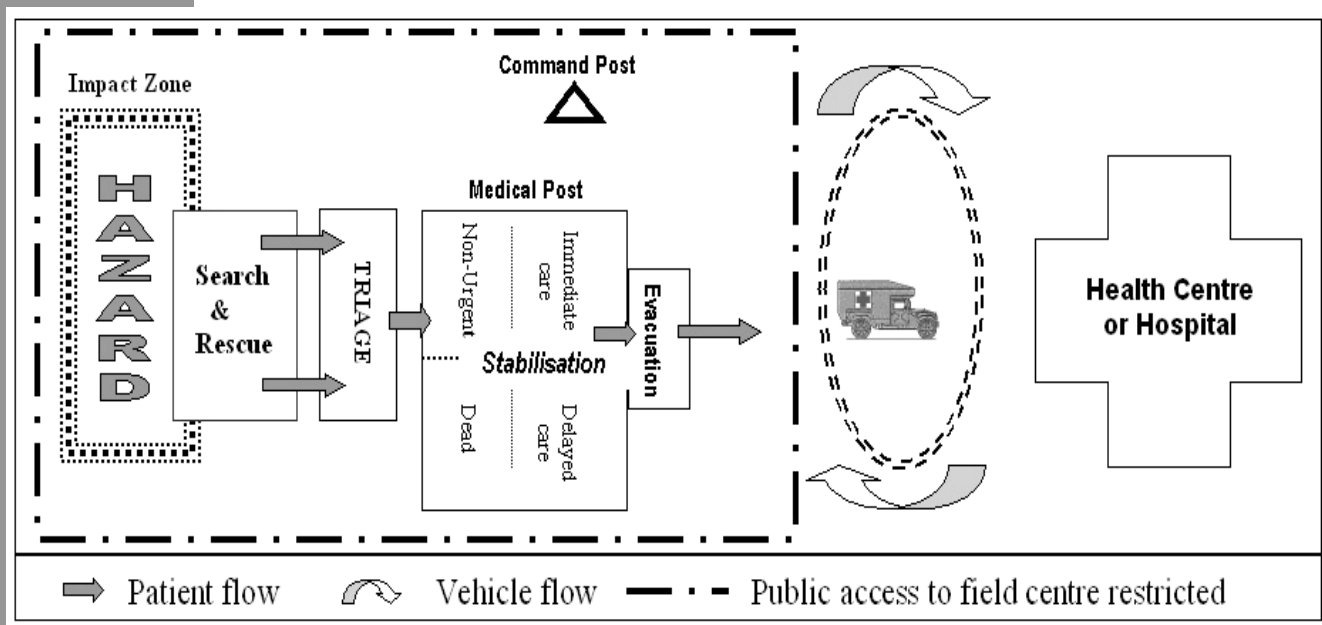 Impact Zone
Command Post
HAZARD
Search
&
Rescue
TRIAGE
Medical Post
Non-Urgent
Immediate
care
Stabilisation
Dead
Delayed
care
Evacuation
Health Centre
or Hospital
Patient flow
Vehicle flow
Public access to field centre restricted